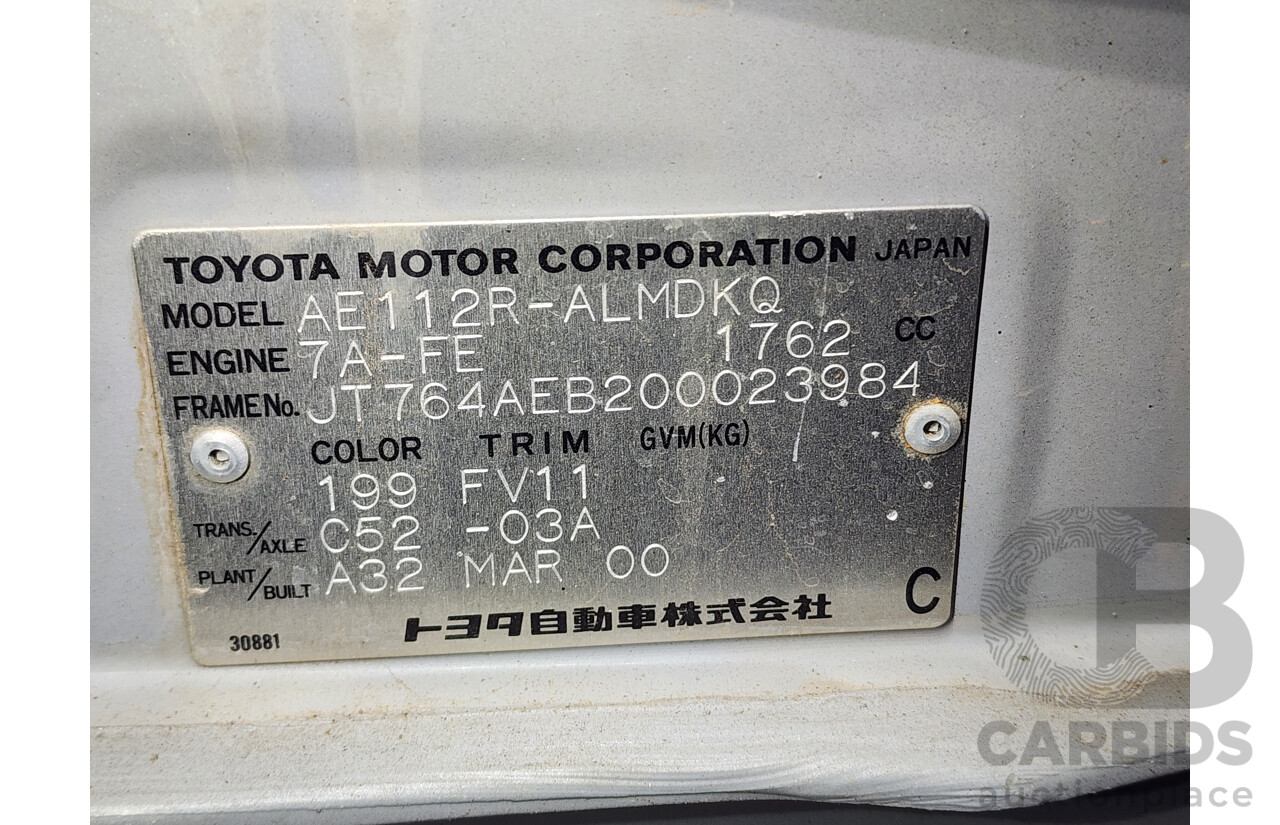 TOYOTA MOTOR CORPORATION JAPAN
MODEL AE112R-ALMDKQ
ENGINE 7A-FE 1762 CC
FRAME No. JT764AEB200023984
COLOR TRIM GVM(KG)
199 FV11
TRANS./AXLE C52 -03A
PLANT/BUILT A32 MAR 00
トヨタ自動車株式会社 C
30881
CB
CARBIDS
auctionplace